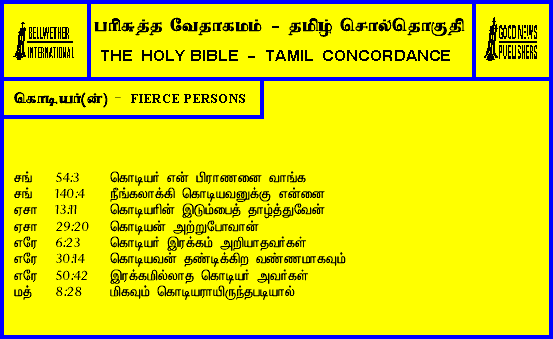 BELLWETHER
INTERNATIONAL
பரிசுத்த வேதாகமம் - தமிழ் சொல்தொகுதி
THE HOLY BIBLE - TAMIL CONCORDANCE
GOOD NEWS
PUBLISHERS
கொடியர்(ன்) - FIERCE PERSONS
சங் 54:3 கொடியர் என் பிராணனை வாங்க
சங் 140:4 நீங்கலாக்கி கொடியவனுக்கு என்னை
ஏசா 13:11 கொடியரின் இடும்பைத் தாழ்த்துவேன்
ஏசா 29:20 கொடியன் அற்றுபோவான்
எரே 6:23 கொடியர் இரக்கம் அறியாதவர்கள்
எரே 30:14 கொடியவன் தண்டிக்கிற வண்ணமாகவும்
எரே 50:42 இரக்கமில்லாத கொடியர் அவர்கள்
மத் 8:28 மிகவும் கொடியராயிருந்தபடியால்